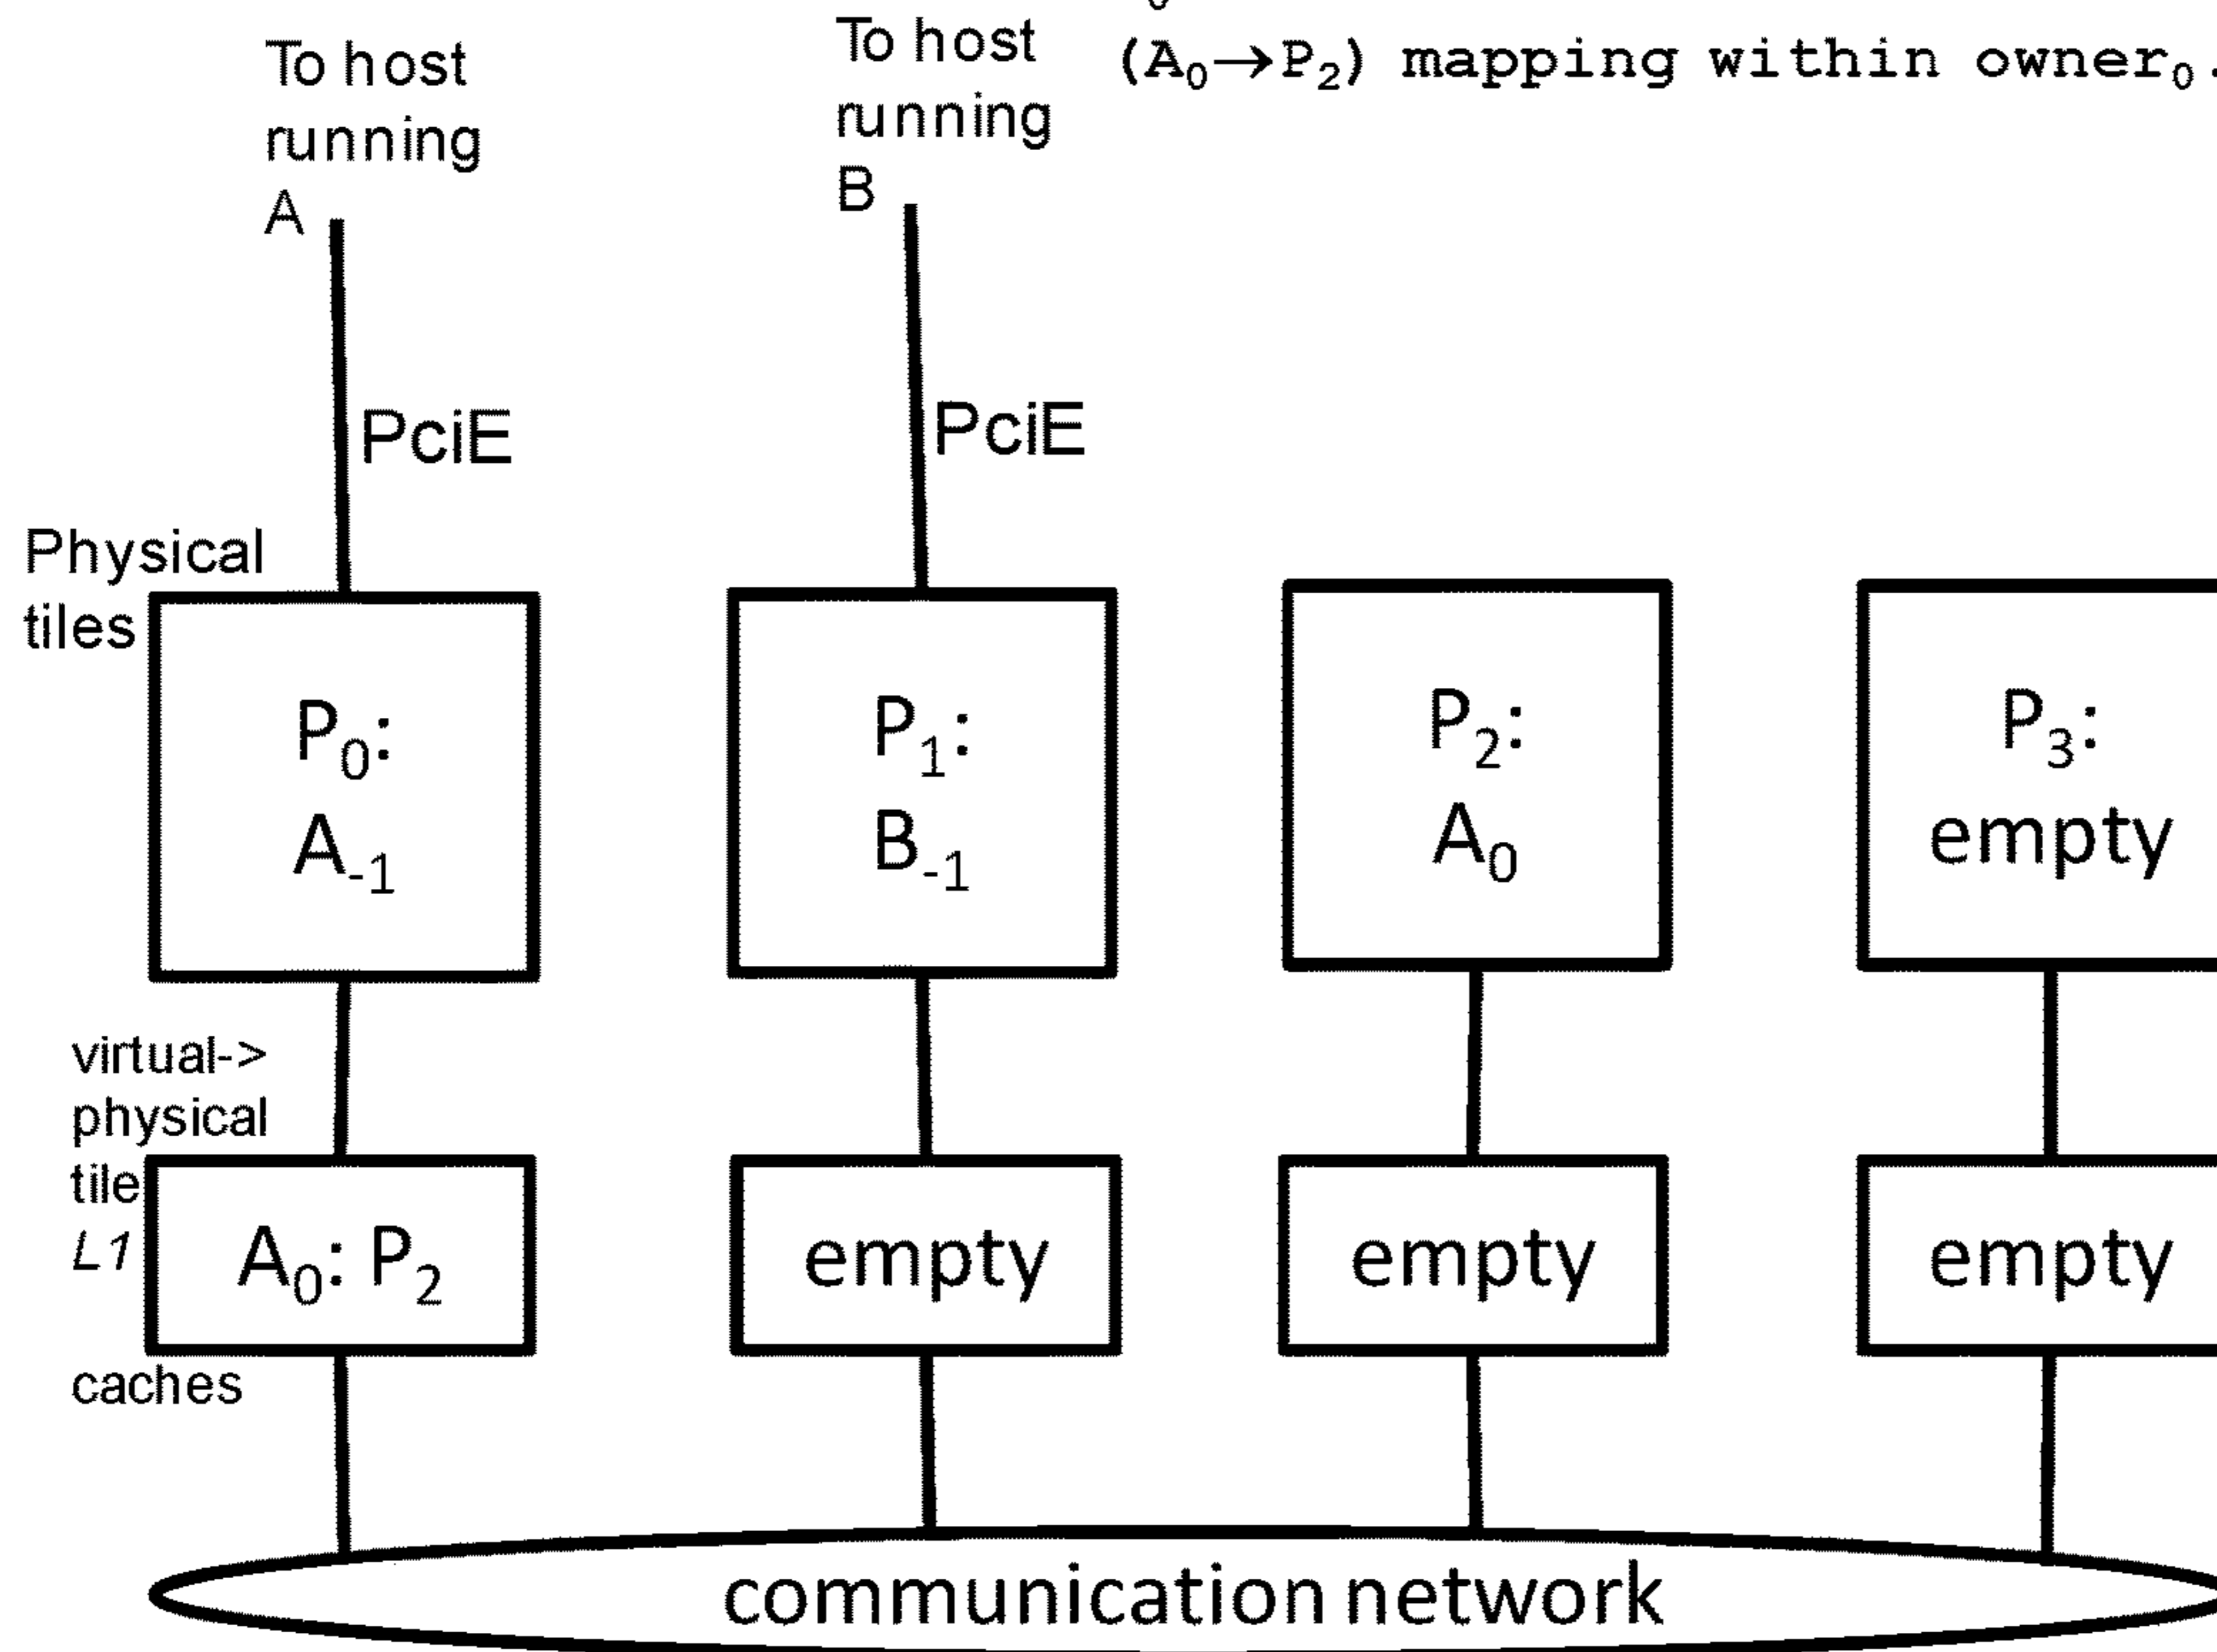 To host
running
A
To host
running
B
0
(A₀→P₂) mapping within owner₀.
PciE
PciE
Physical
tiles
P₀:
A₋₁
P₁:
B₋₁
P₂:
A₀
P₃:
empty
virtual->
physical
tile
L1
caches
A₀: P₂
empty
empty
empty
communication network